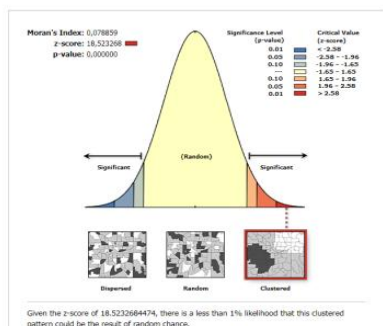 Moran's Index: 0,078859
z-score: 18,523268
p-value: 0,000000
Significance Level
(p-value)
Critical Value
(z-score)
0.01 < -2.58
0.05 -2.58 - -1.96
0.10 -1.96 - -1.65
— -1.65 - 1.65
0.10 1.65 - 1.96
0.05 1.96 - 2.58
0.01 > 2.58
(Random)
Significant
Significant
Dispersed
Random
Clustered
Given the z-score of 18.5232684474, there is a less than 1% likelihood that this clustered
pattern could be the result of random chance.